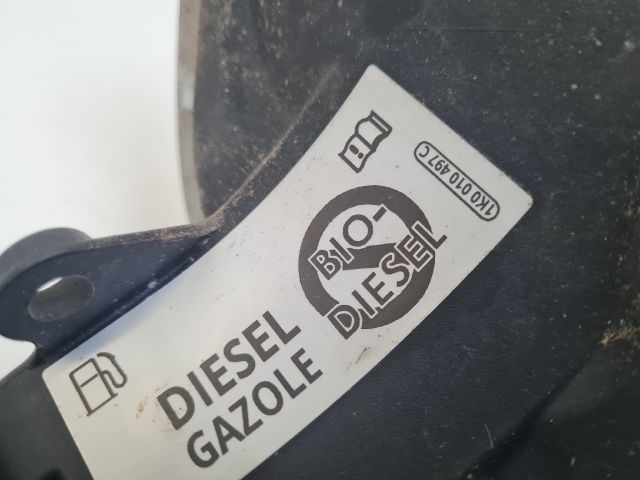 DIESEL
GAZOLE
BIO-
DIESEL
1K0 010 497 C